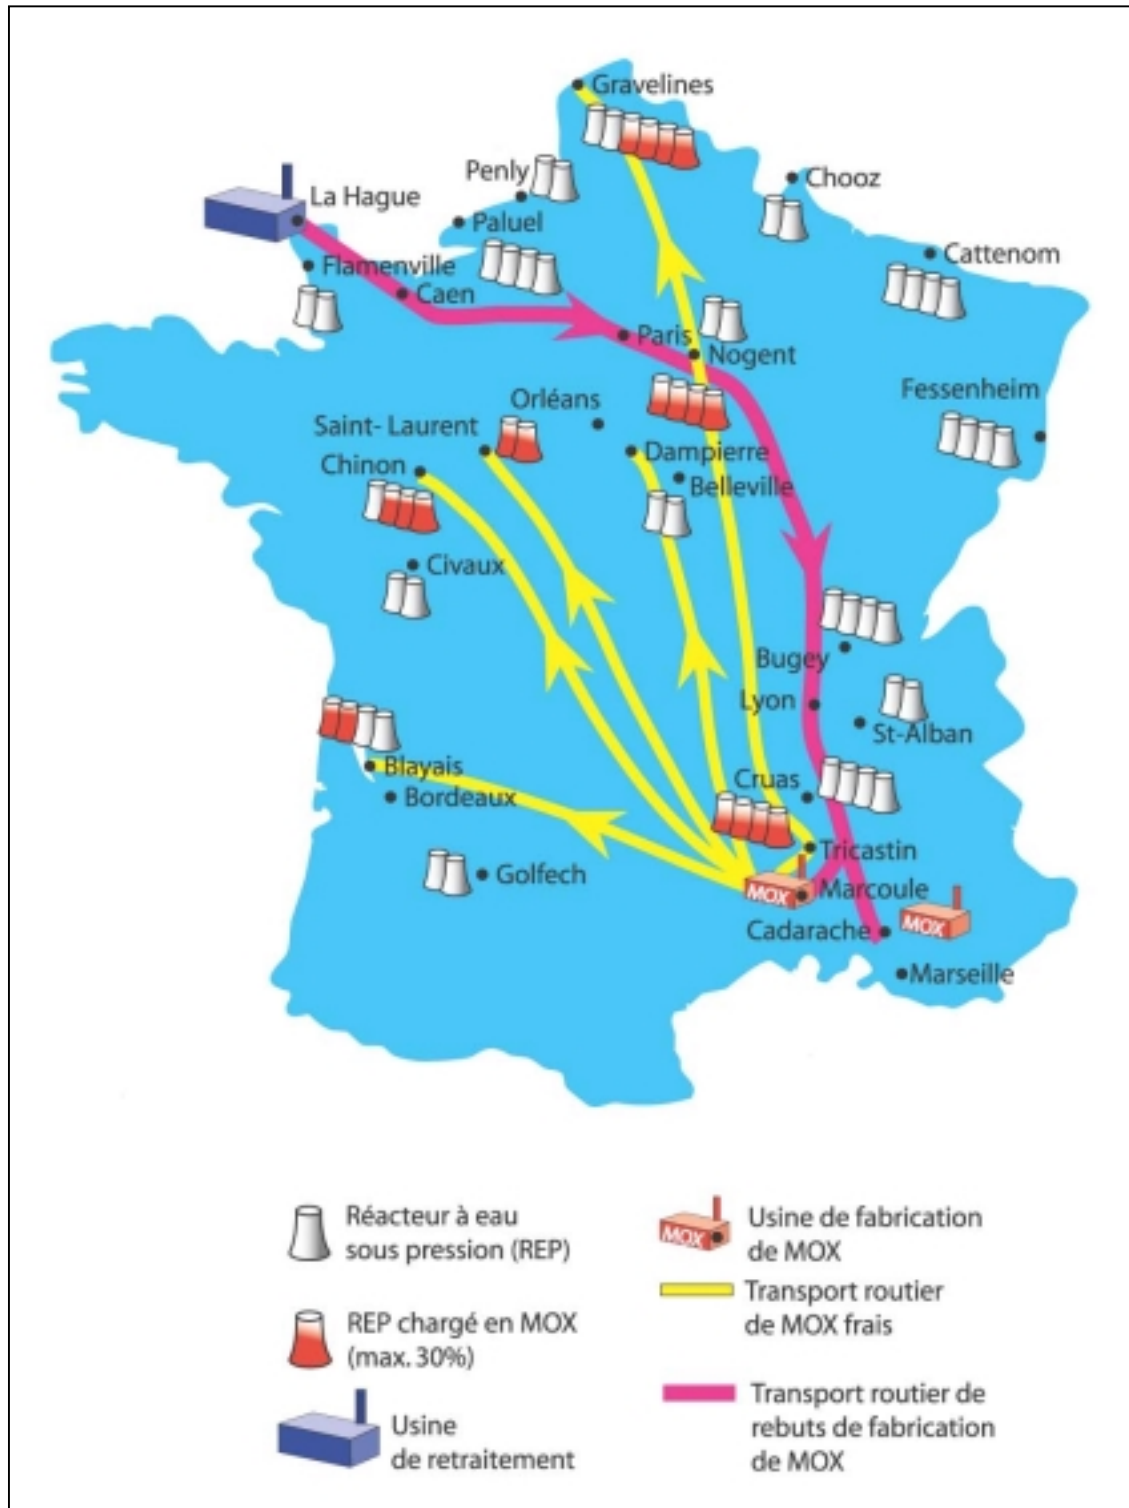 Gravelines
Penly
Chooz
La Hague
Paluel
Cattenom
Flamenville
Caen
Paris
Nogent
Fessenheim
Orléans
Saint- Laurent
Dampierre
Chinon
Belleville
Civaux
Bugey
Lyon
St-Alban
Blayais
Cruas
Bordeaux
Tricastin
Golfech
MOX
Marcoule
MOX
Cadarache
Marseille
Réacteur à eau
sous pression (REP)
REP chargé en MOX
(max. 30%)
Usine
de retraitement
MOX
Usine de fabrication
de MOX
Transport routier
de MOX frais
Transport routier de
rebuts de fabrication
de MOX